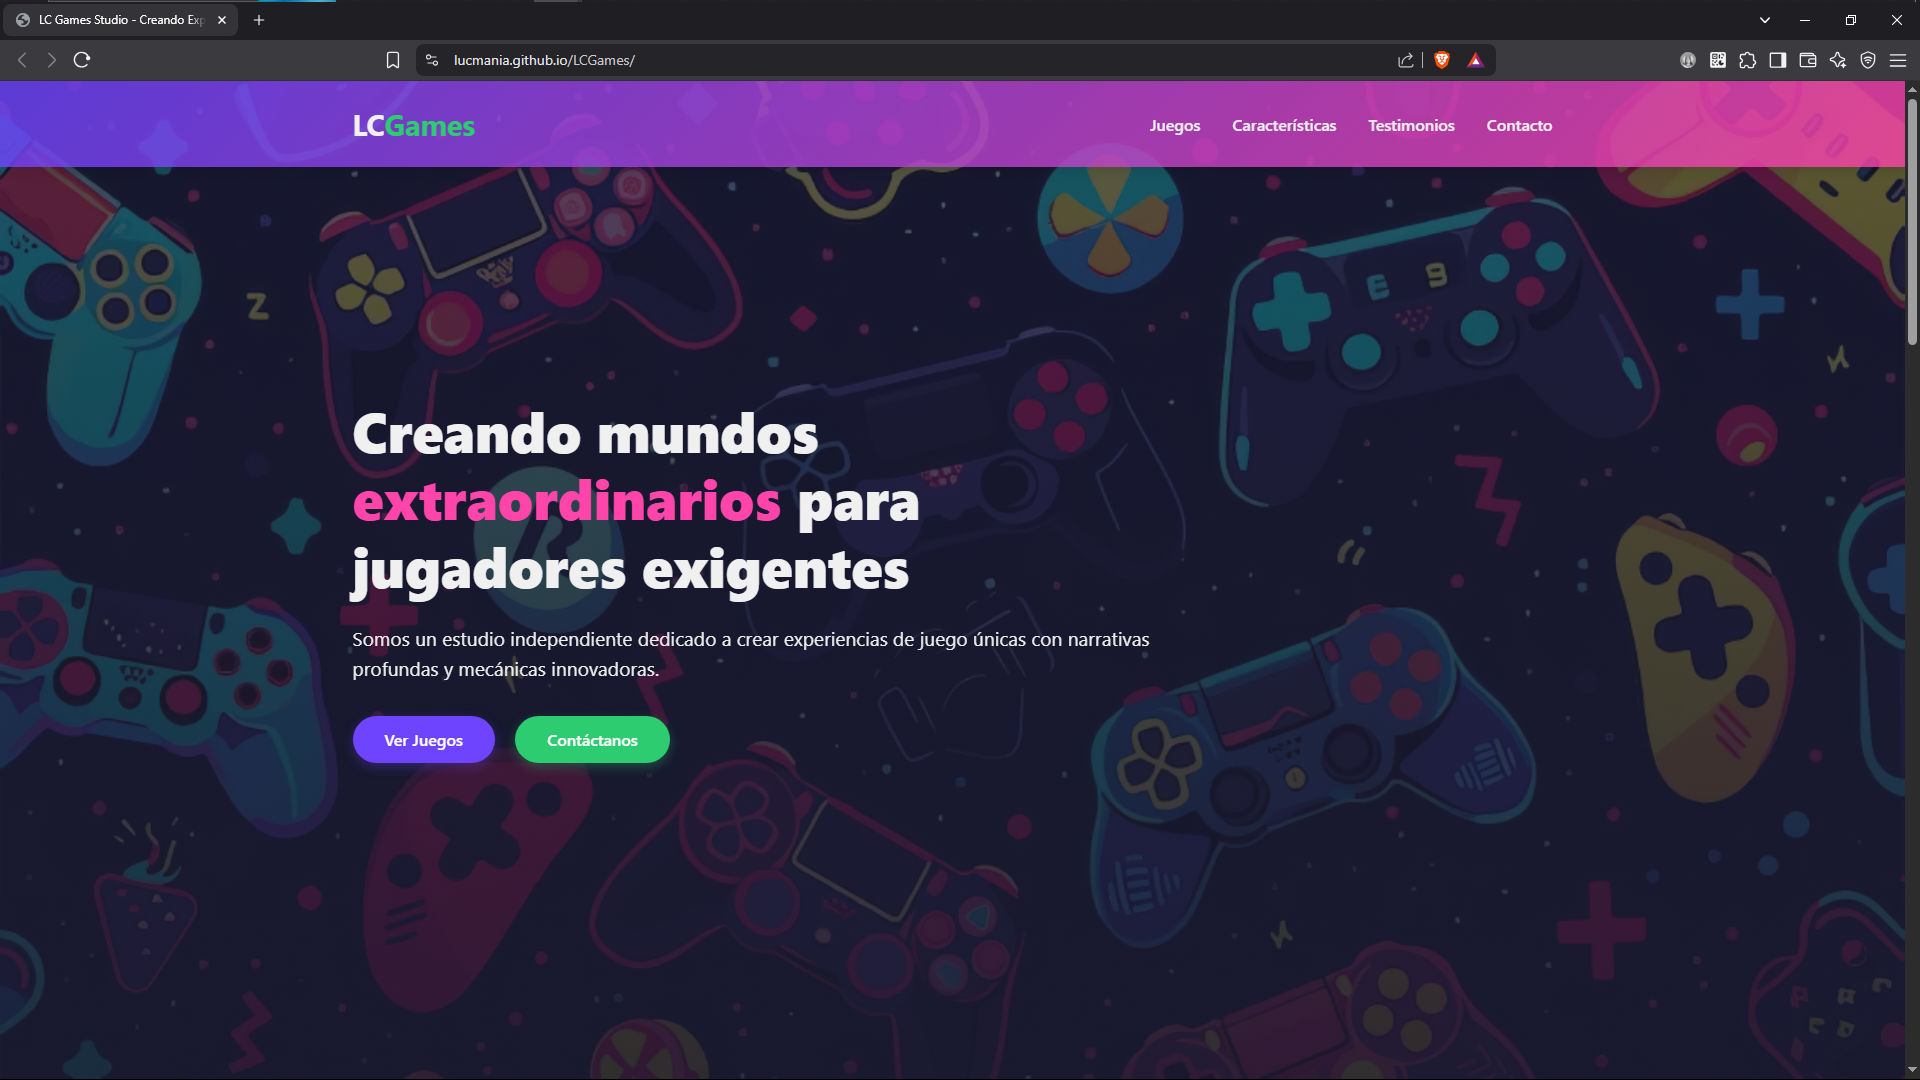 LC Games Studio - Creando Exp
lucmania.github.io/LCGames/
LCGames
Juegos
Características
Testimonios
Contacto
Creando mundos
extraordinarios para
jugadores exigentes
Somos un estudio independiente dedicado a crear experiencias de juego únicas con narrativas
profundas y mecánicas innovadoras.
Ver Juegos
Contáctanos